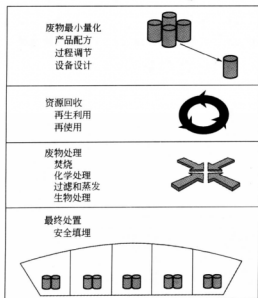 废物最小量化
产品配方
过程调节
设备设计
资源回收
再生利用
再使用
废物处理
焚烧
化学处理
过滤和蒸发
生物处理
最终处置
安全填埋